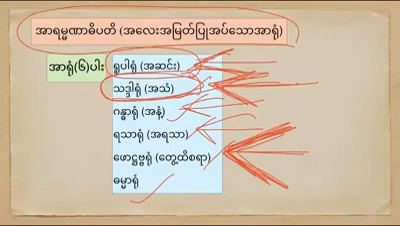 အာရမ္မဏာဓိပတိ (အလေးအမြတ်ပြုအပ်သောအာရုံ)
အာရုံ(၆)ပါး
ရူပါရုံ (အဆင်း)
သဒ္ဒါရုံ (အသံ)
ဂန္ဓာရုံ (အနံ့)
ရသာရုံ (အရသာ)
ဖောဋ္ဌဗ္ဗရုံ (တွေ့ထိစရာ)
ဓမ္မာရုံ